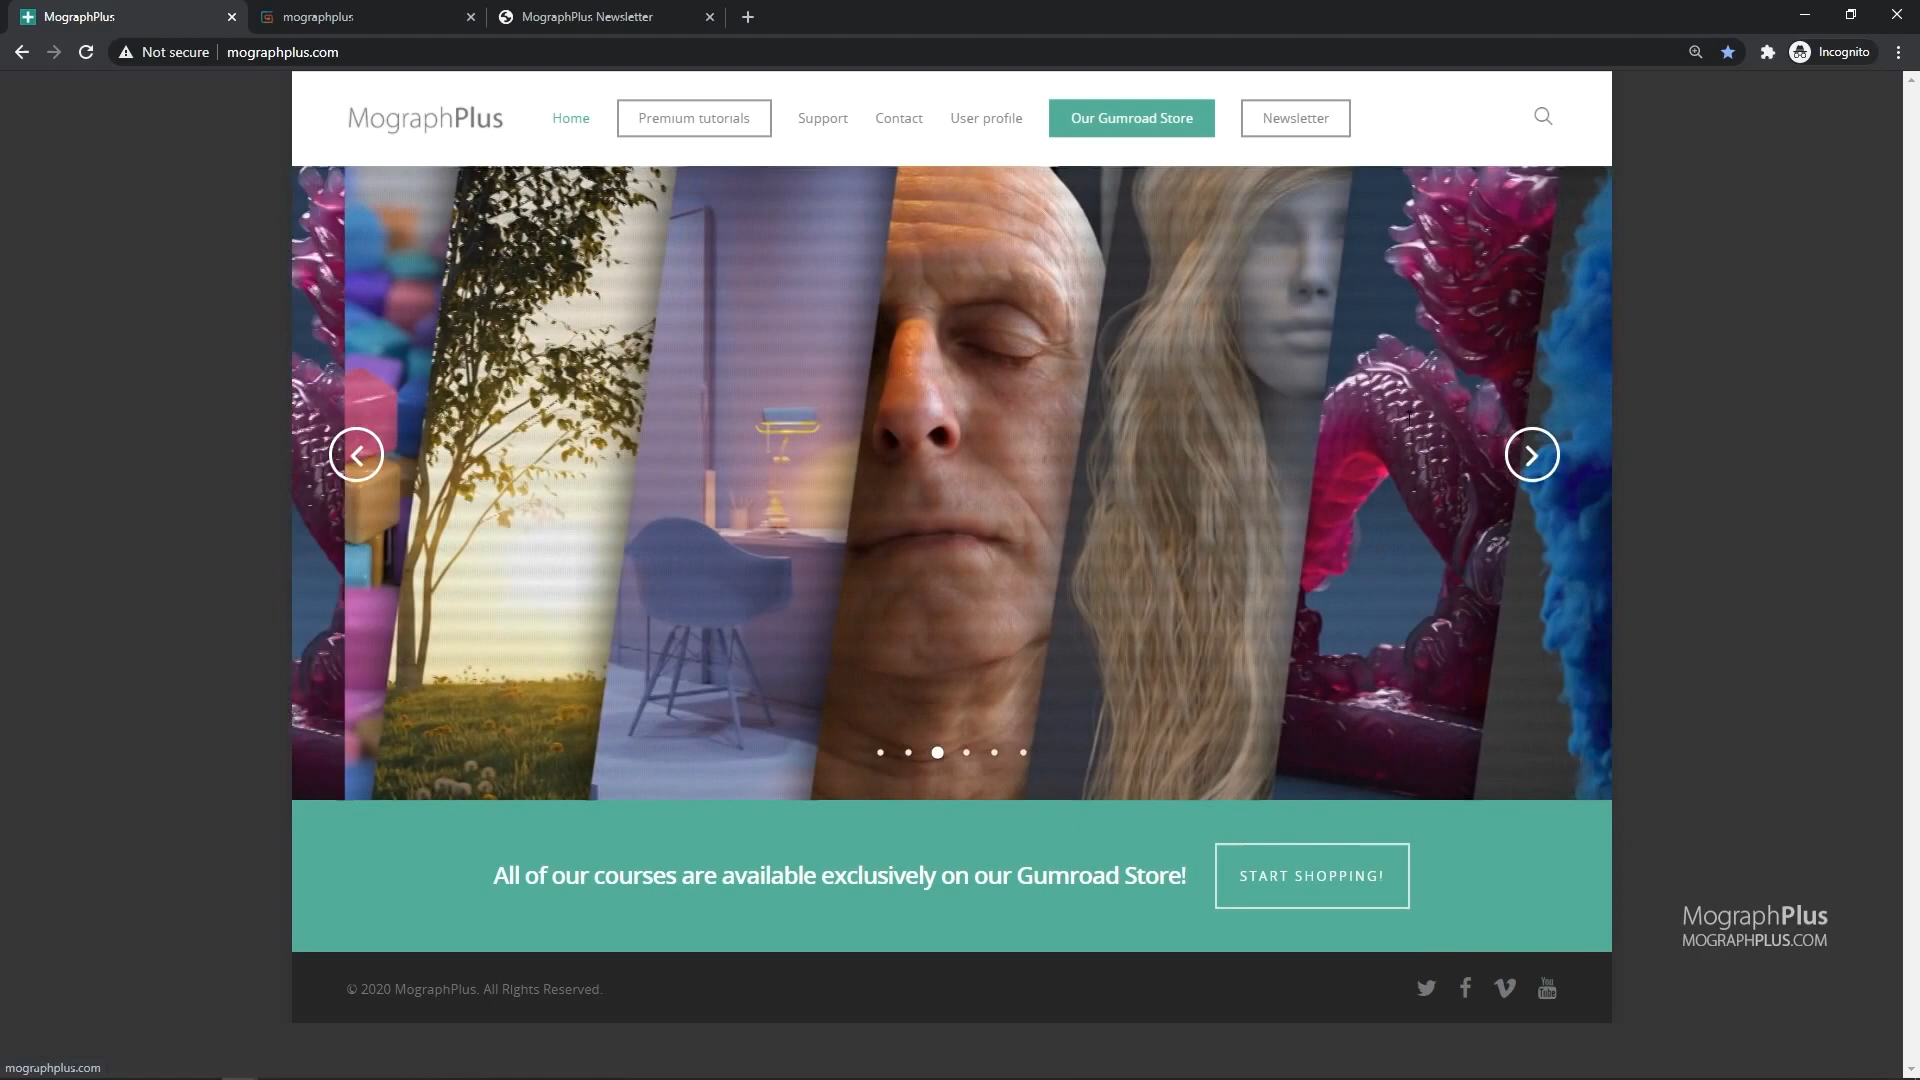 MographPlus
mographplus
MographPlus Newsletter
Not secure
mographplus.com
Incognito
MographPlus
Home
Premium tutorials
Support
Contact
User profile
Our Gumroad Store
Newsletter
All of our courses are available exclusively on our Gumroad Store!
START SHOPPING!
MographPlus
MOGRAPHPLUS.COM
© 2020 MographPlus. All Rights Reserved.
You
Tube
mographplus.com